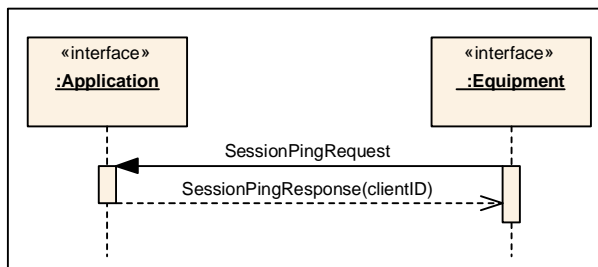 «interface»
:Application
«interface»
:Equipment
SessionPingRequest
SessionPingResponse(clientID)